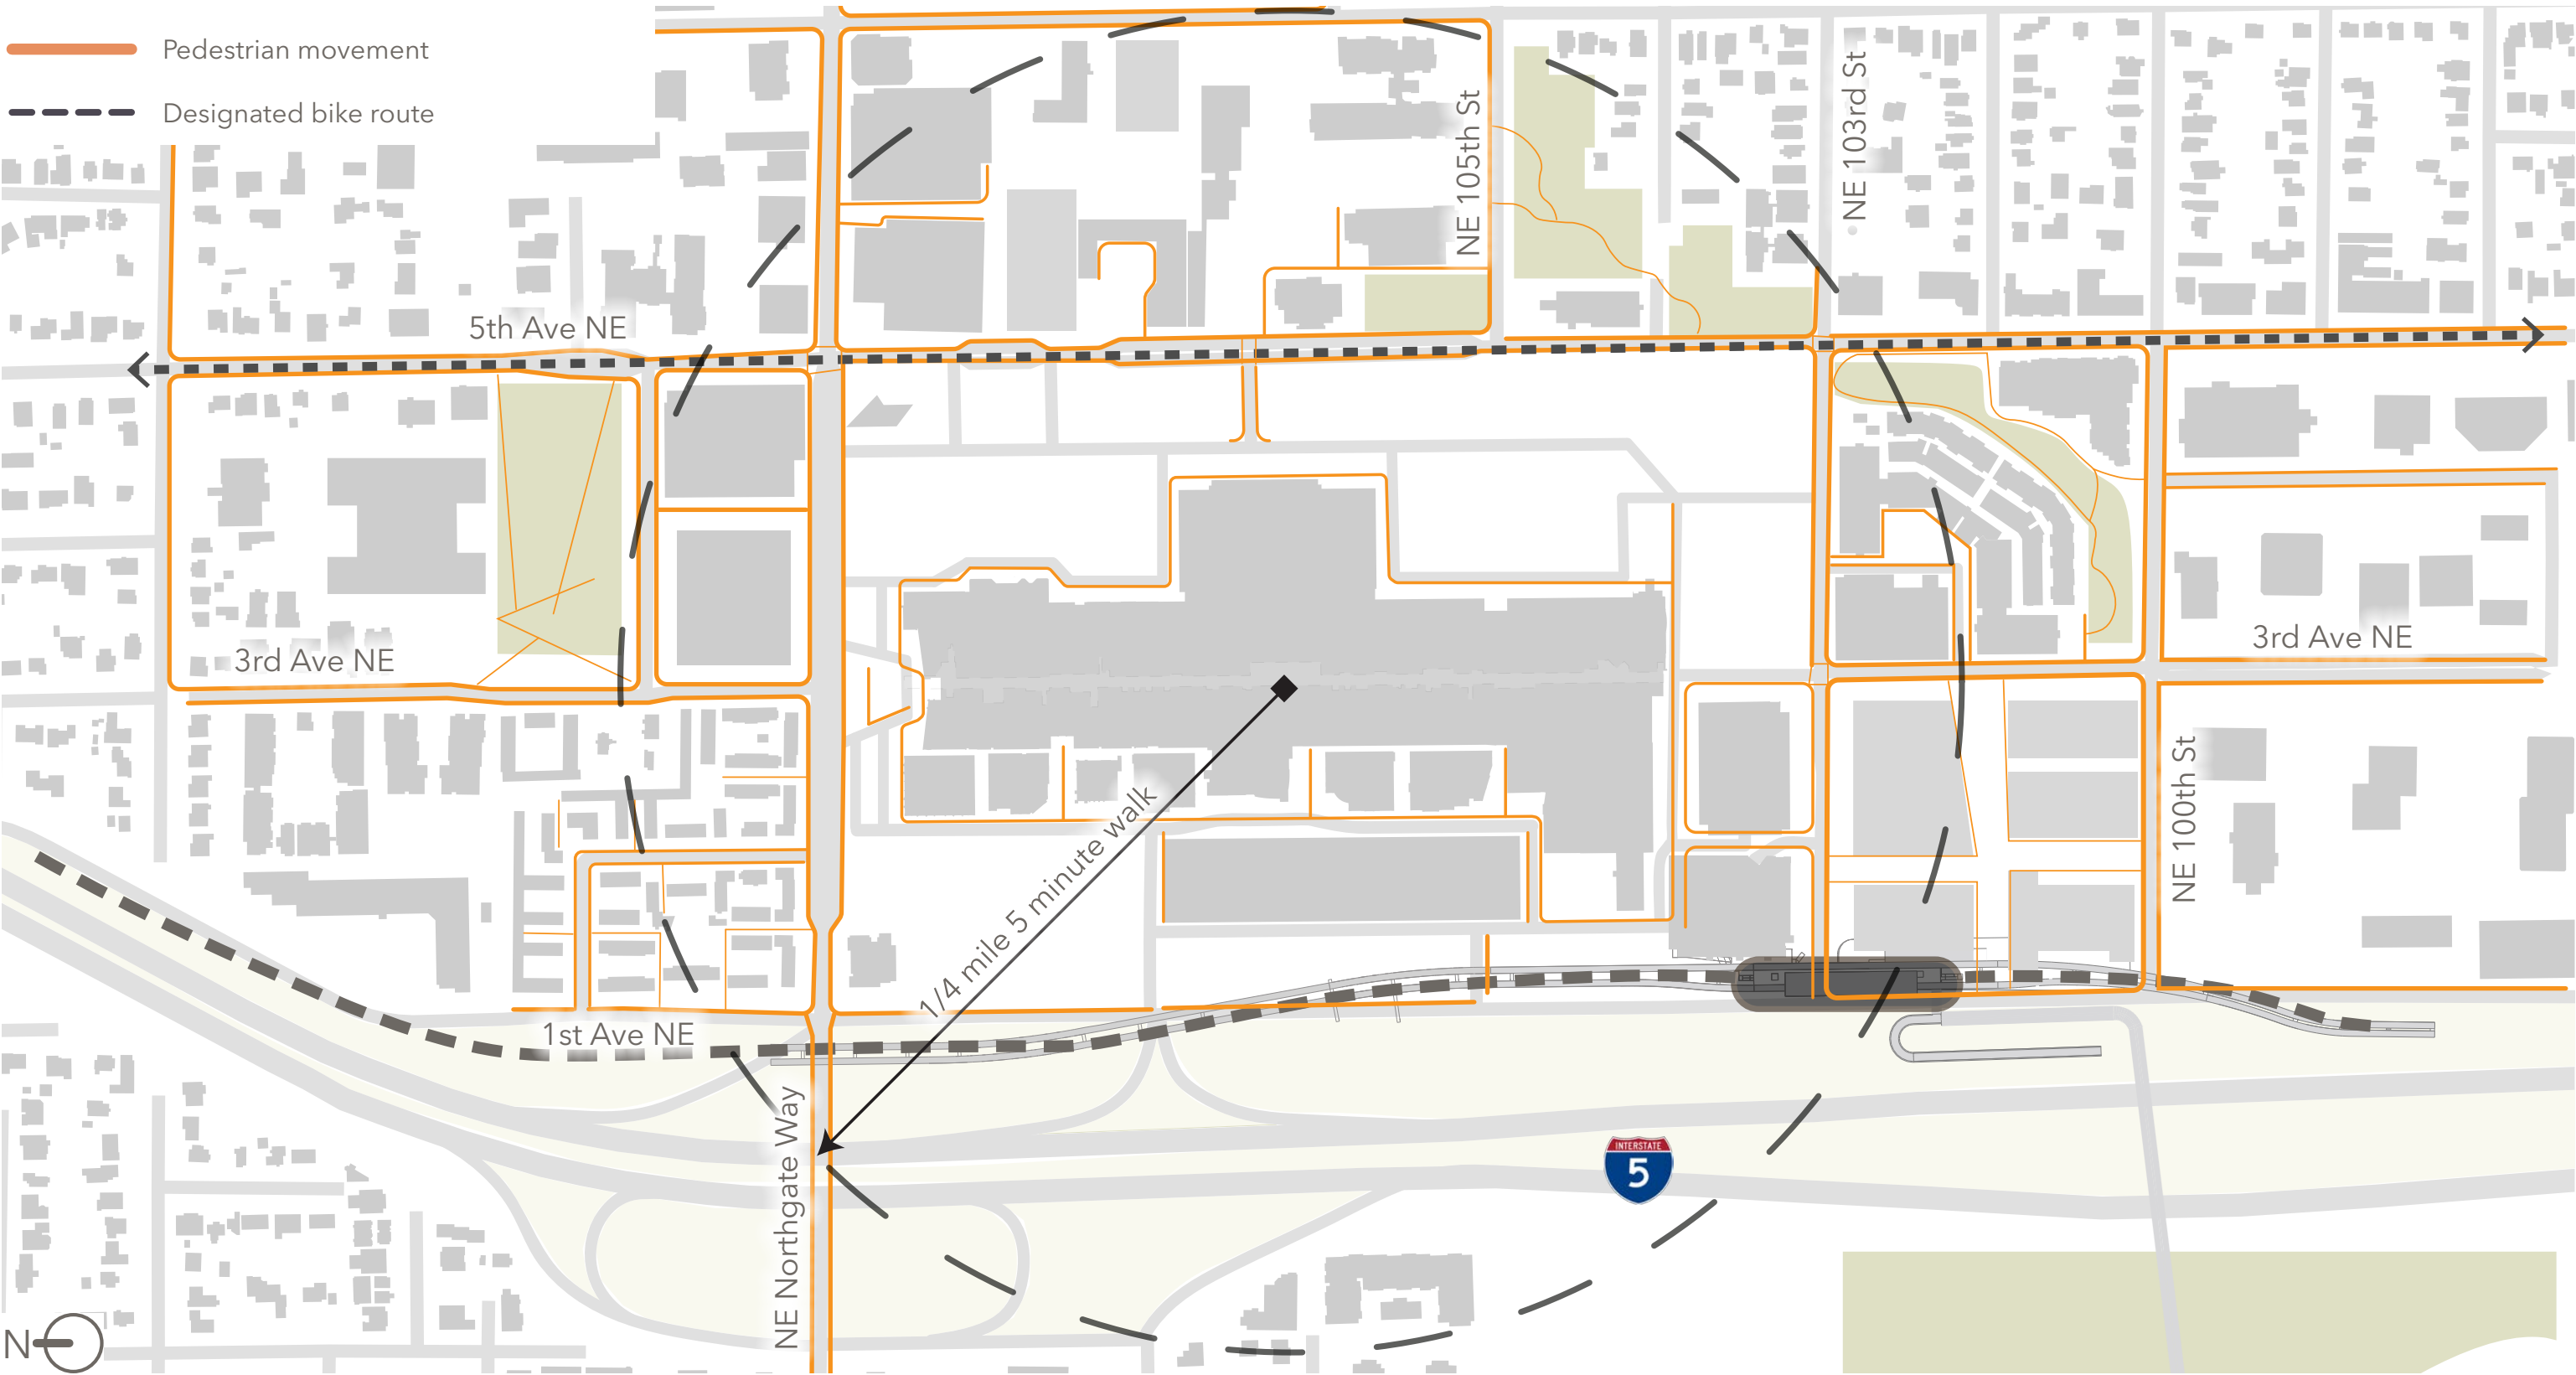 Pedestrian movement
Designated bike route
NE 105th St
NE 103rd St
5th Ave NE
3rd Ave NE
3rd Ave NE
NE 100th St
1/4 mile 5 minute walk
1st Ave NE
NE Northgate Way
INTERSTATE
5
N